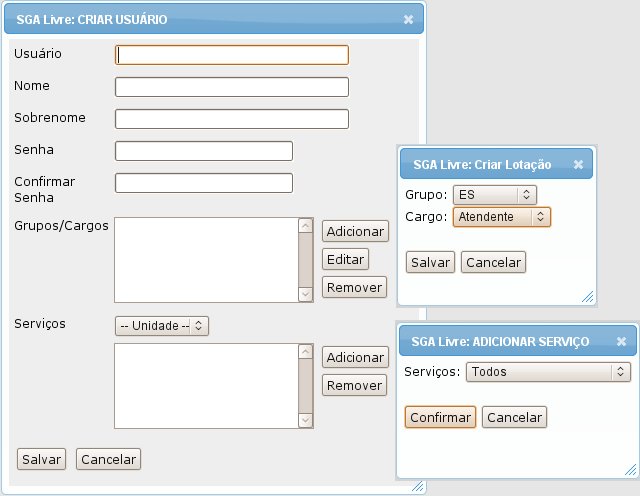 SGA Livre: CRIAR USUÁRIO
Usuário
Nome
Sobrenome
Senha
Confirmar
Senha
Grupos/Cargos
Adicionar
Editar
Remover
Serviços
-- Unidade --
Adicionar
Remover
Salvar Cancelar
SGA Livre: Criar Lotação
Grupo: ES
Cargo: Atendente
Salvar Cancelar
SGA Livre: ADICIONAR SERVIÇO
Serviços: Todos
Confirmar Cancelar